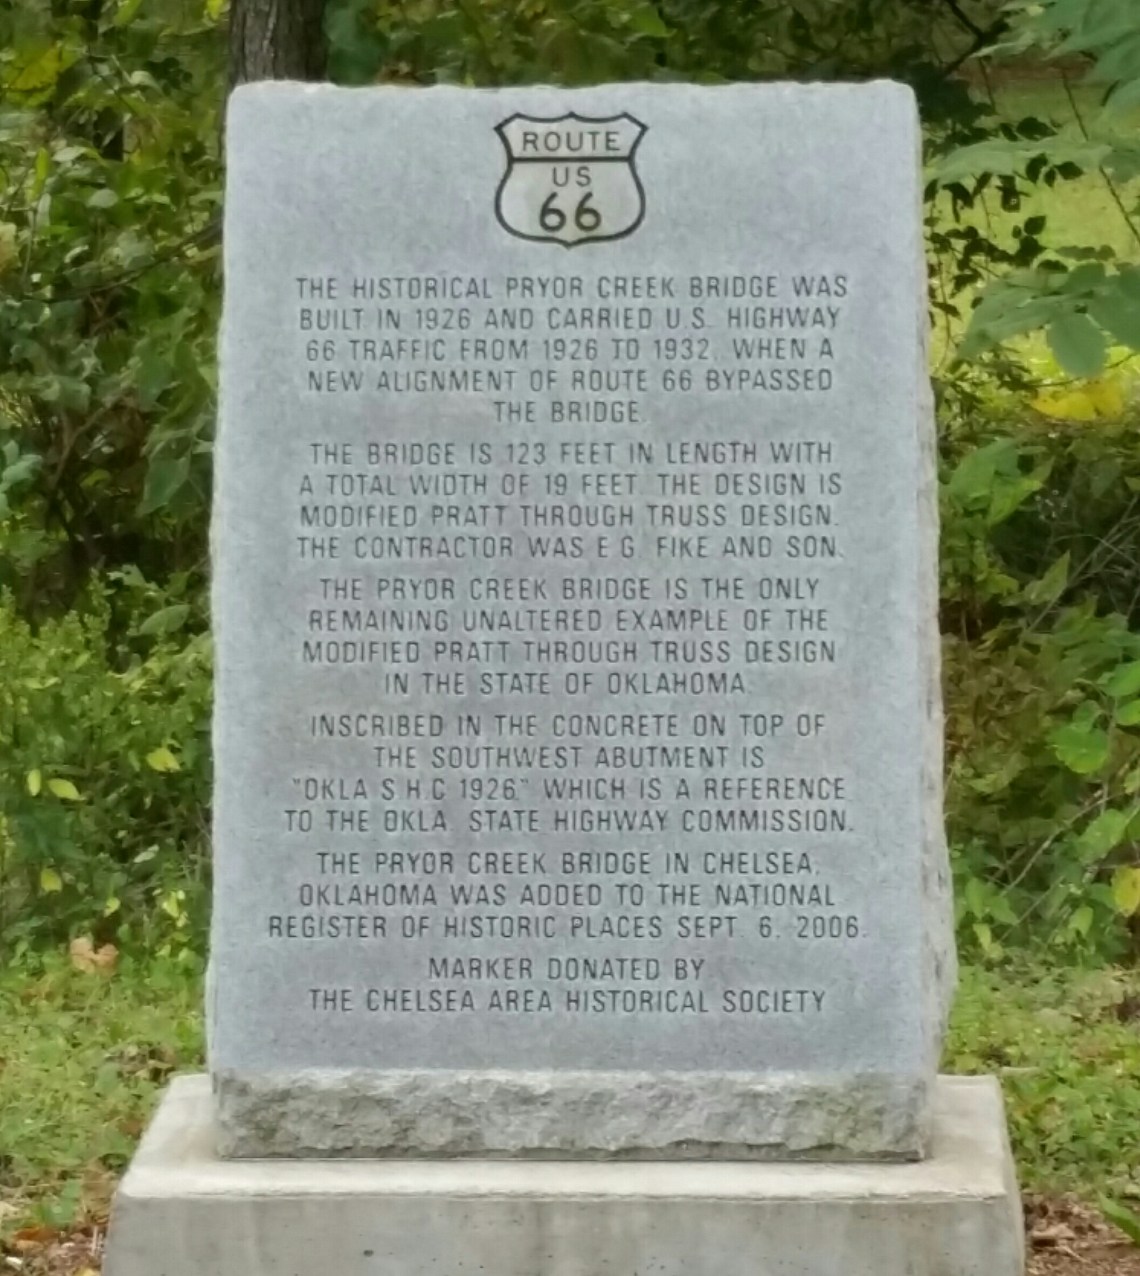 ROUTE
US
66
THE HISTORICAL PRYOR CREEK BRIDGE WAS
BUILT IN 1926 AND CARRIED U.S. HIGHWAY
66 TRAFFIC FROM 1926 TO 1932, WHEN A
NEW ALIGNMENT OF ROUTE 66 BYPASSED
THE BRIDGE.
THE BRIDGE IS 123 FEET IN LENGTH WITH
A TOTAL WIDTH OF 19 FEET. THE DESIGN IS
MODIFIED PRATT THROUGH TRUSS DESIGN.
THE CONTRACTOR WAS E.G. FIKE AND SON.
THE PRYOR CREEK BRIDGE IS THE ONLY
REMAINING UNALTERED EXAMPLE OF THE
MODIFIED PRATT THROUGH TRUSS DESIGN
IN THE STATE OF OKLAHOMA.
INSCRIBED IN THE CONCRETE ON TOP OF
THE SOUTHWEST ABUTMENT IS
"OKLA S.H.C 1926," WHICH IS A REFERENCE
TO THE OKLA. STATE HIGHWAY COMMISSION.
THE PRYOR CREEK BRIDGE IN CHELSEA,
OKLAHOMA WAS ADDED TO THE NATIONAL
REGISTER OF HISTORIC PLACES SEPT. 6, 2006.
MARKER DONATED BY
THE CHELSEA AREA HISTORICAL SOCIETY